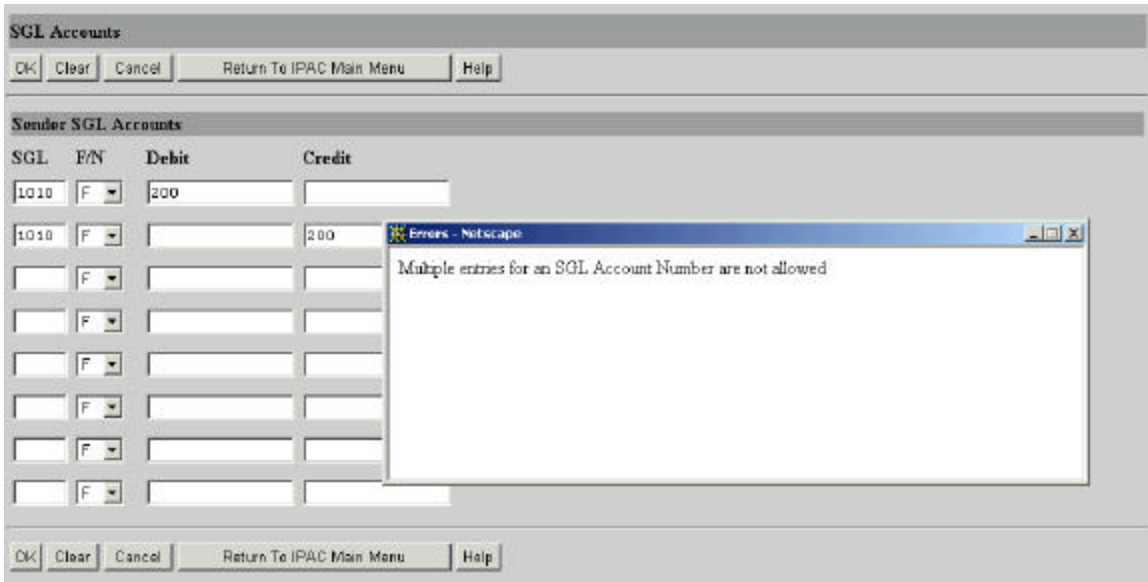 SGL Accounts
OK Clear Cancel Return To IPAC Main Menu Help
Sender SGL Accounts
SGL F/N Debit Credit
1010 F 200
1010 F 200
Errors - Netscape
Multiple entries for an SGL Account Number are not allowed
F
F
F
F
F
F
OK Clear Cancel Return To IPAC Main Menu Help